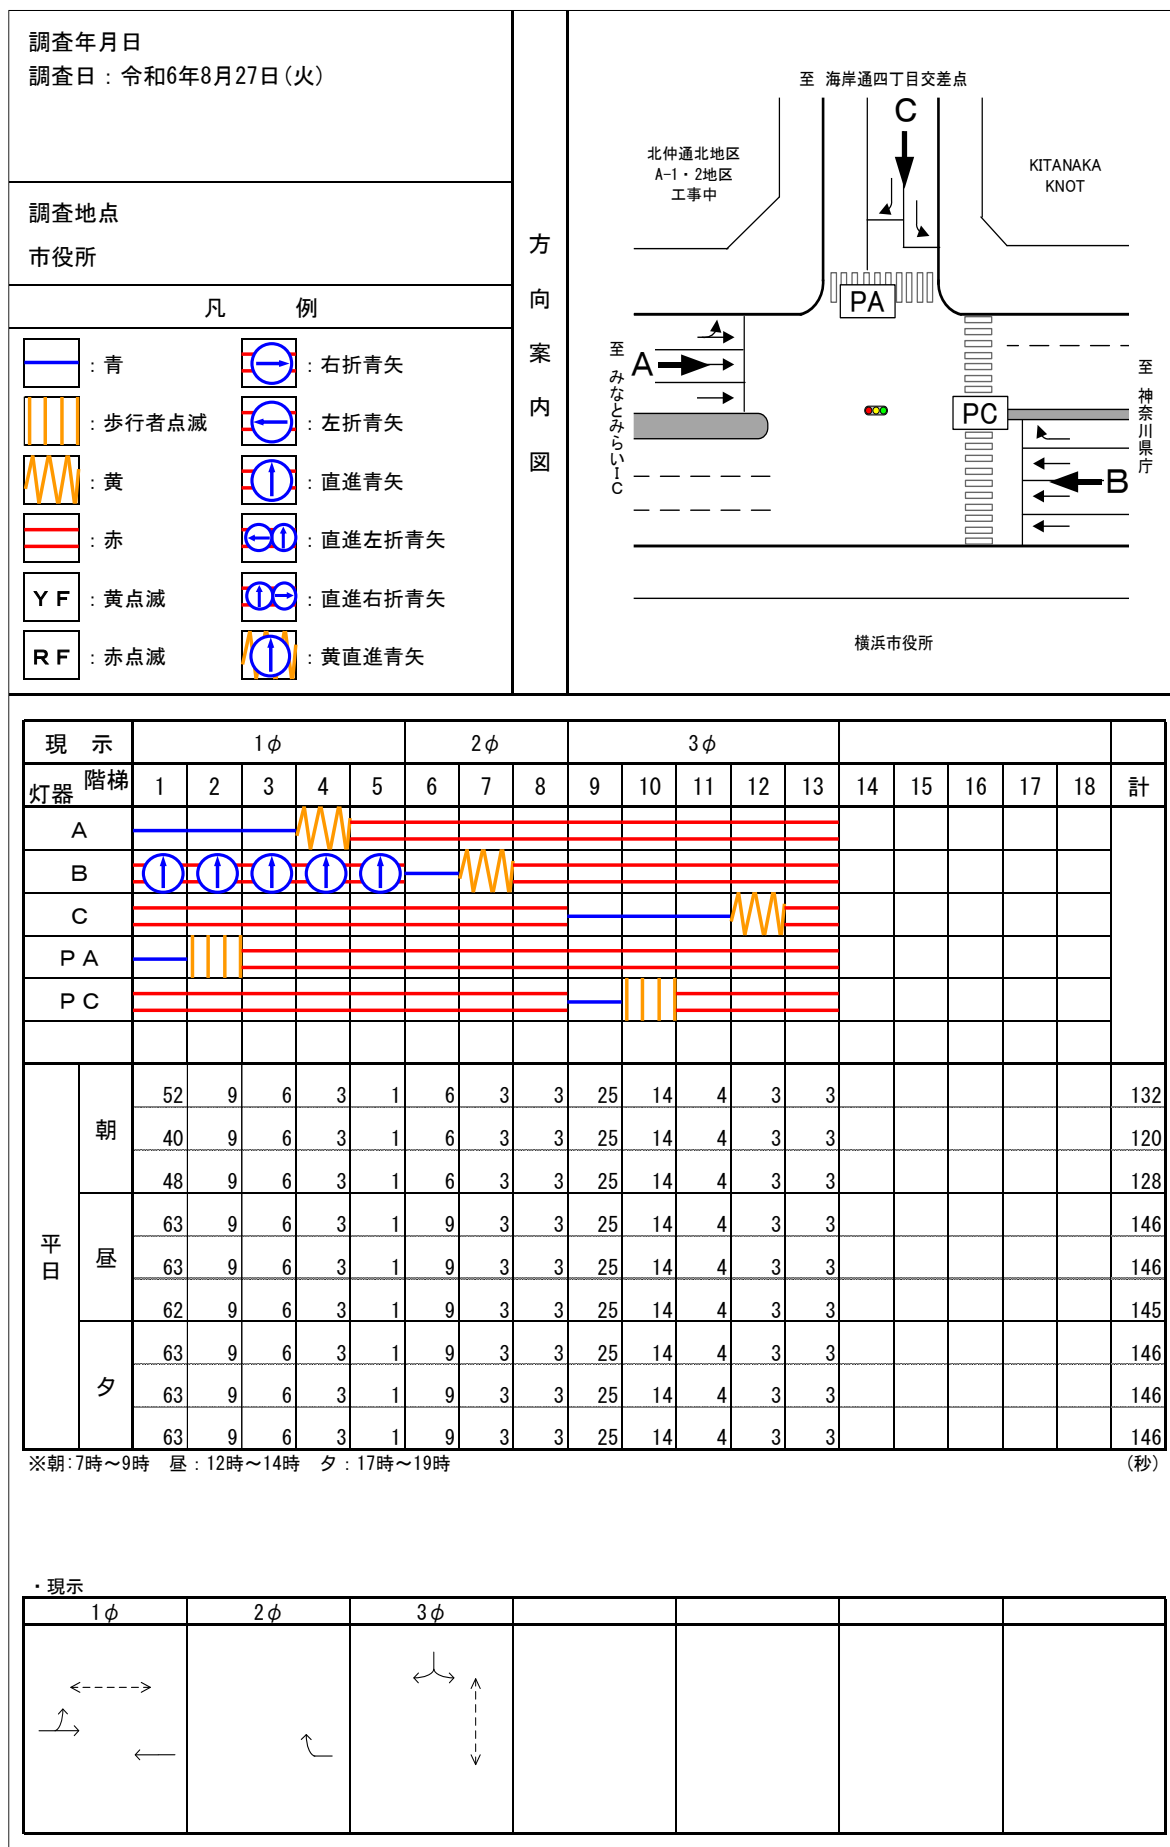 調査年月日
調査日：令和6年8月27日(火)
調査地点
市役所
凡　例
：青
：右折青矢
：歩行者点滅
：左折青矢
：黄
：直進青矢
：赤
：直進左折青矢
YF ：黄点滅
：直進右折青矢
RF ：赤点滅
：黄直進青矢
方向案内図
至 海岸通四丁目交差点
C
北仲通北地区
A-1・2地区
工事中
KITANAKA
KNOT
PA
至 みなとみらいIC
A
PC
至 神奈川県庁
B
横浜市役所
現 示 1φ 2φ 3φ
灯器 階梯 1 2 3 4 5 6 7 8 9 10 11 12 13 14 15 16 17 18 計
A
B
C
PA
PC
平日
朝
52 9 6 3 1 6 3 3 25 14 4 3 3 132
40 9 6 3 1 6 3 3 25 14 4 3 3 120
48 9 6 3 1 6 3 3 25 14 4 3 3 128
昼
63 9 6 3 1 9 3 3 25 14 4 3 3 146
63 9 6 3 1 9 3 3 25 14 4 3 3 146
62 9 6 3 1 9 3 3 25 14 4 3 3 145
夕
63 9 6 3 1 9 3 3 25 14 4 3 3 146
63 9 6 3 1 9 3 3 25 14 4 3 3 146
63 9 6 3 1 9 3 3 25 14 4 3 3 146
※朝:7時～9時　昼：12時～14時　夕：17時～19時 (秒)
・現示
1φ 2φ 3φ